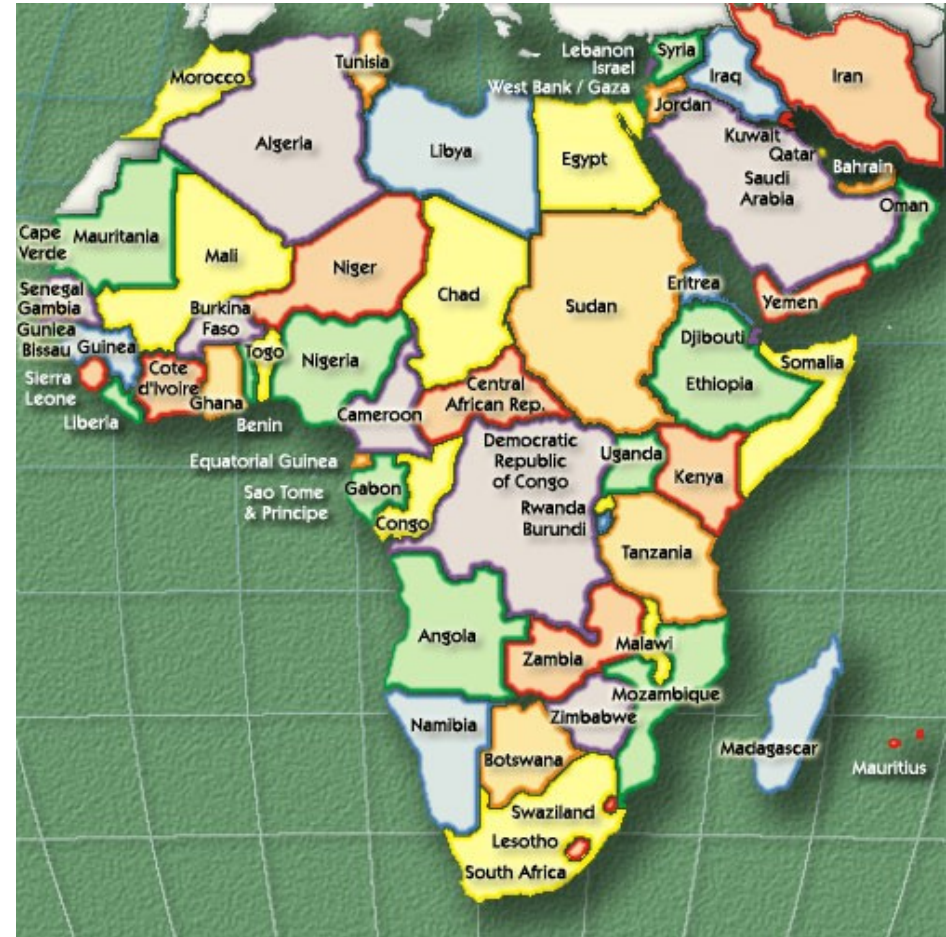 Lebanon
Syria
Israel
Iraq
Iran
West Bank / Gaza
Jordan
Tunisia
Morocco
Algeria
Libya
Egypt
Kuwait
Qatar
Bahrain
Saudi
Arabia
Oman
Yemen
Cape
Verde
Mauritania
Mali
Niger
Chad
Sudan
Eritrea
Djibouti
Somalia
Ethiopia
Senegal
Gambia
Guniea
Bissau
Guinea
Burkina
Faso
Sierra
Leone
Liberia
Cote
d'Ivoire
Ghana
Togo
Benin
Nigeria
Cameroon
Central
African Rep.
Equatorial Guinea
Sao Tome
& Principe
Gabon
Congo
Democratic
Republic
of Congo
Uganda
Kenya
Rwanda
Burundi
Tanzania
Angola
Zambia
Malawi
Mozambique
Namibia
Zimbabwe
Botswana
Madagascar
Mauritius
Swaziland
Lesotho
South Africa